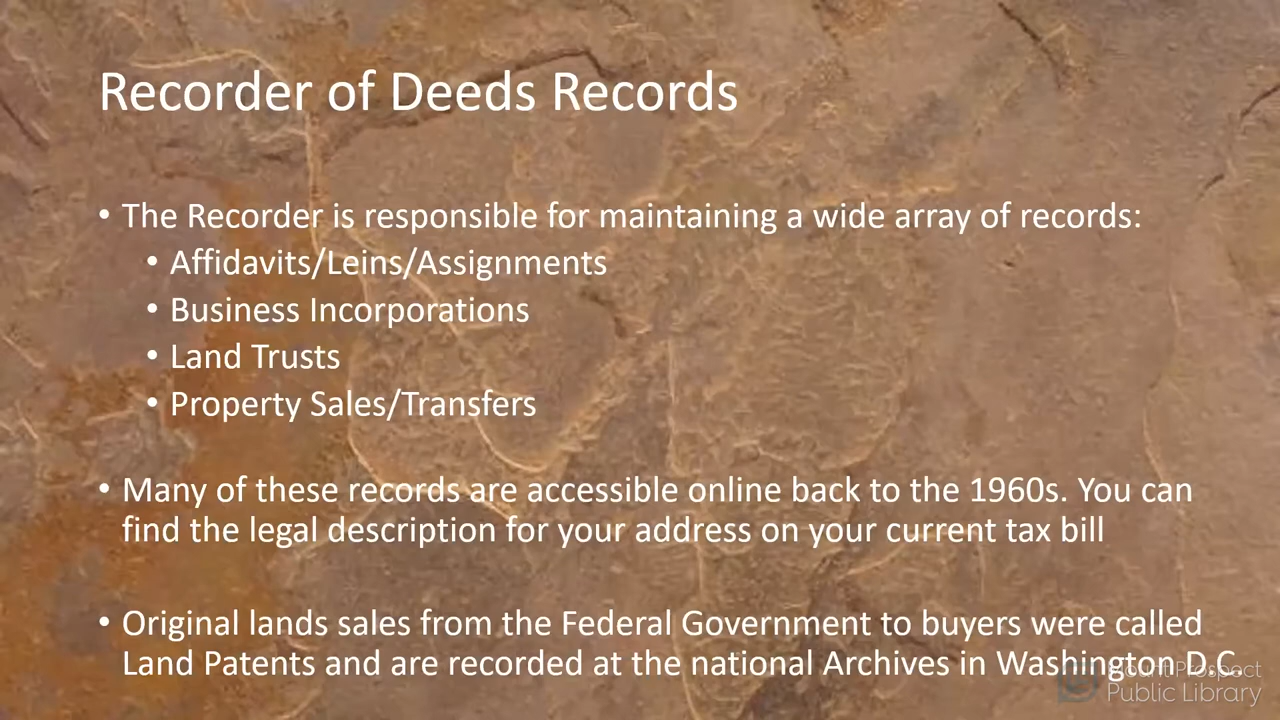 Recorder of Deeds Records
• The Recorder is responsible for maintaining a wide array of records:
• Affidavits/Leins/Assignments
• Business Incorporations
• Land Trusts
• Property Sales/Transfers
• Many of these records are accessible online back to the 1960s. You can
find the legal description for your address on your current tax bill
• Original lands sales from the Federal Government to buyers were called
Land Patents and are recorded at the national Archives in Washington D.C.
Mount Prospect
Public Library